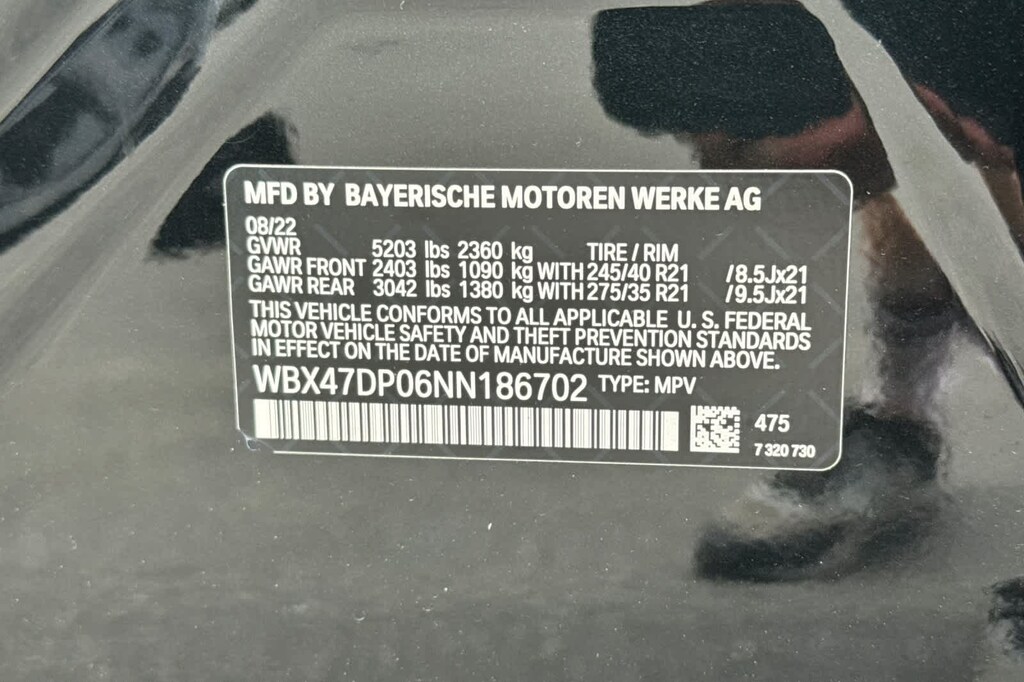 MFD BY BAYERISCHE MOTOREN WERKE AG
08/22
GVWR 5203 lbs 2360 kg TIRE / RIM
GAWR FRONT 2403 lbs 1090 kg WITH 245/40 R21 /8.5Jx21
GAWR REAR 3042 lbs 1380 kg WITH 275/35 R21 /9.5Jx21
THIS VEHICLE CONFORMS TO ALL APPLICABLE U. S. FEDERAL
MOTOR VEHICLE SAFETY AND THEFT PREVENTION STANDARDS
IN EFFECT ON THE DATE OF MANUFACTURE SHOWN ABOVE.
WBX47DP06NN186702 TYPE: MPV
475
7 320 730